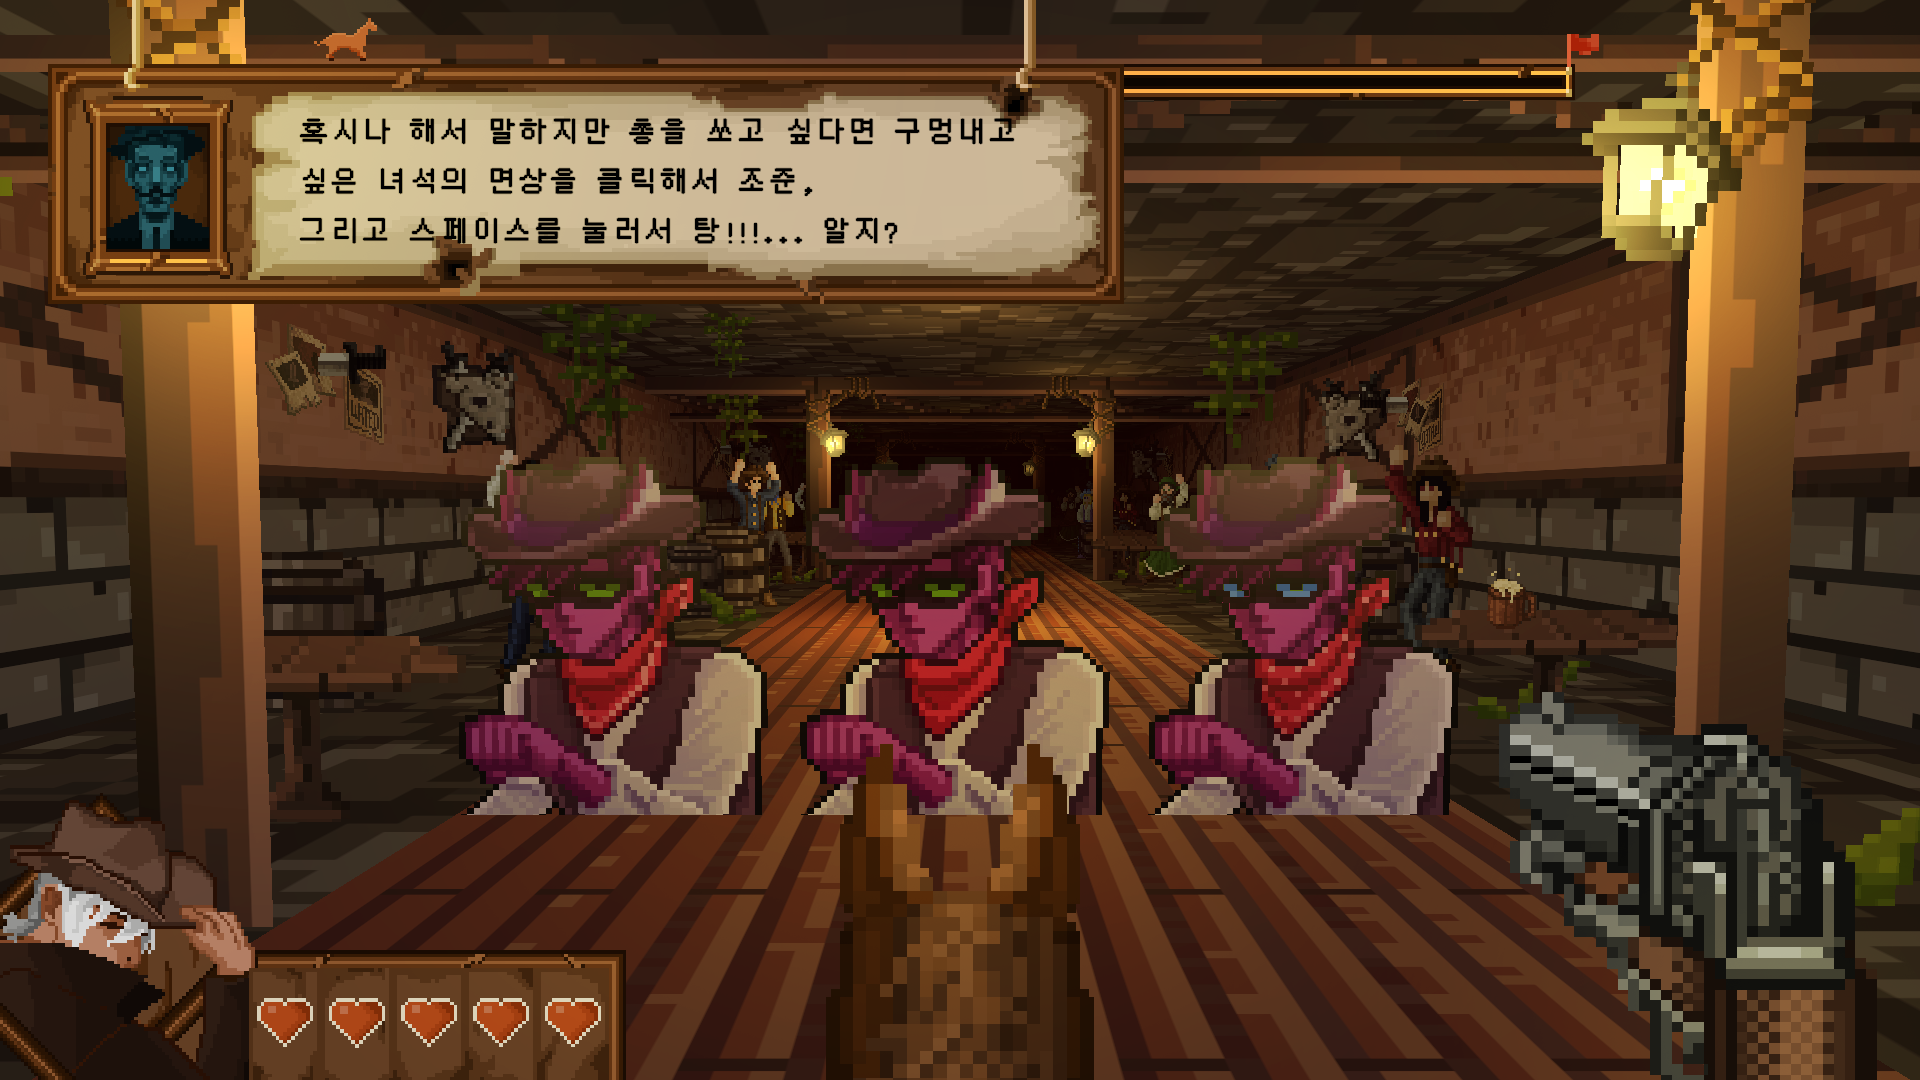 혹시나 해서 말하지만 총을 쏘고 싶다면 구멍내고
싶은 녀석의 면상을 클릭해서 조준,
그리고 스페이스를 눌러서 탕!!!... 알지?
WANTED